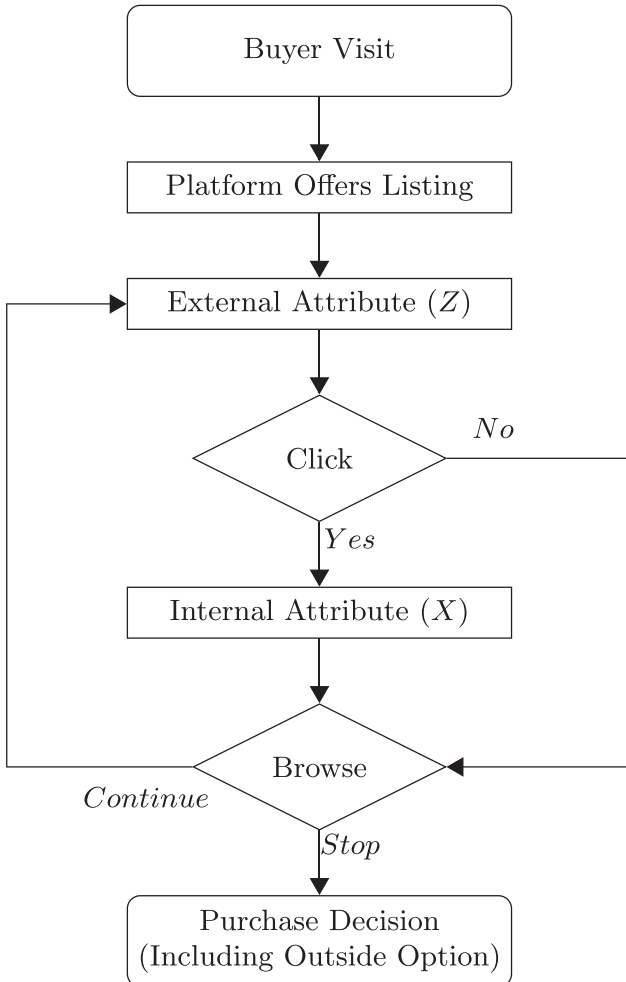 Buyer Visit
Platform Offers Listing
External Attribute (Z)
Click
No
Yes
Internal Attribute (X)
Browse
Continue
Stop
Purchase Decision
(Including Outside Option)